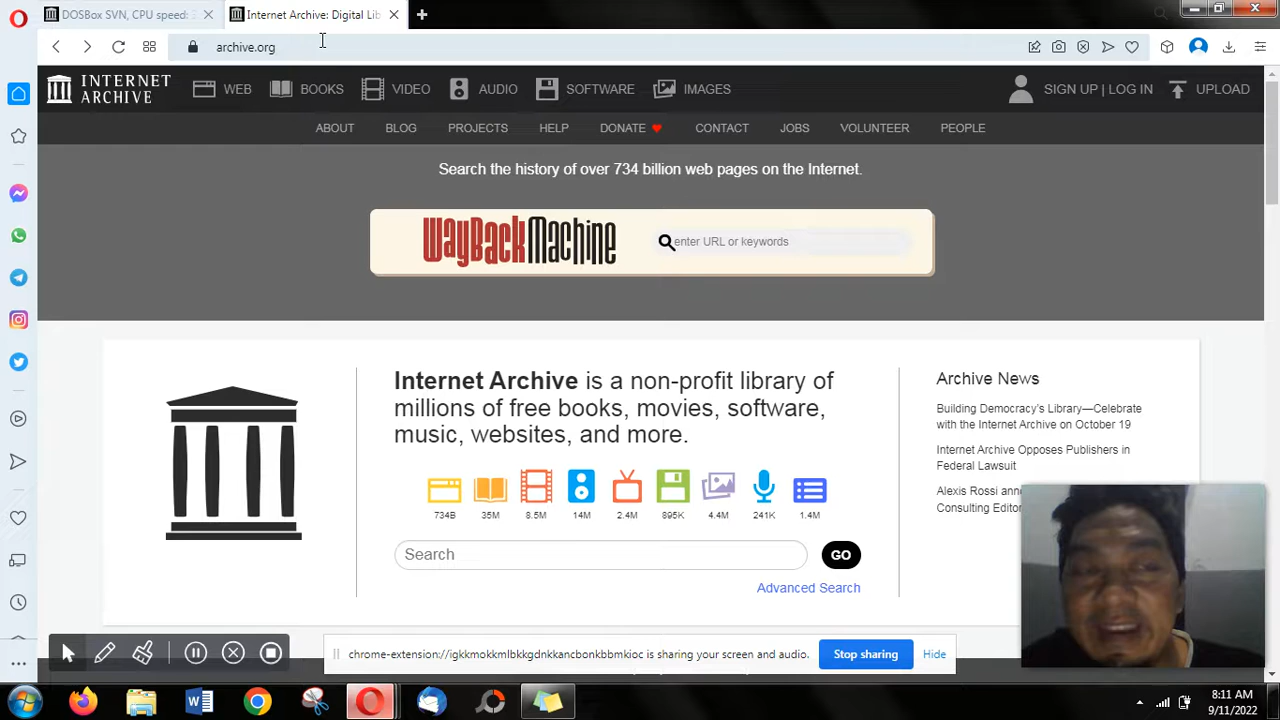 DOSBox SVN, CPU speed:
Internet Archive: Digital Lib
archive.org
INTERNET ARCHIVE
WEB
BOOKS
VIDEO
AUDIO
SOFTWARE
IMAGES
SIGN UP | LOG IN
UPLOAD
ABOUT
BLOG
PROJECTS
HELP
DONATE
CONTACT
JOBS
VOLUNTEER
PEOPLE
Search the history of over 734 billion web pages on the Internet.
WayBackMachine
enter URL or keywords
Internet Archive is a non-profit library of
millions of free books, movies, software,
music, websites, and more.
734B
35M
8.5M
14M
2.4M
895K
4.4M
241K
1.4M
Search
GO
Advanced Search
Archive News
Building Democracy's Library—Celebrate
with the Internet Archive on October 19
Internet Archive Opposes Publishers in
Federal Lawsuit
Alexis Rossi
Consulting
chrome-extension://igkkmokkmlbkkgdnkkancbonkbbmkioc is sharing your screen and audio.
Stop sharing
Hide
8:11 AM
9/11/2022